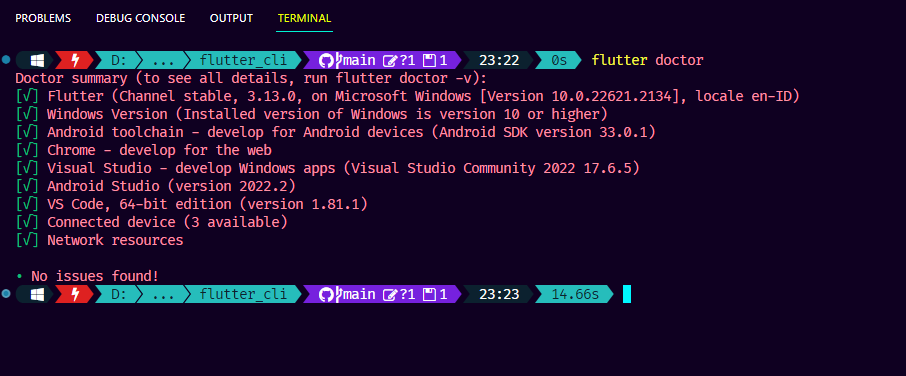 PROBLEMS DEBUG CONSOLE OUTPUT TERMINAL
D: ... flutter_cli main ?1 1 23:22 0s flutter doctor
Doctor summary (to see all details, run flutter doctor -v):
[√] Flutter (Channel stable, 3.13.0, on Microsoft Windows [Version 10.0.22621.2134], locale en-ID)
[√] Windows Version (Installed version of Windows is version 10 or higher)
[√] Android toolchain - develop for Android devices (Android SDK version 33.0.1)
[√] Chrome - develop for the web
[√] Visual Studio - develop Windows apps (Visual Studio Community 2022 17.6.5)
[√] Android Studio (version 2022.2)
[√] VS Code, 64-bit edition (version 1.81.1)
[√] Connected device (3 available)
[√] Network resources
• No issues found!
D: ... flutter_cli main ?1 1 23:23 14.66s